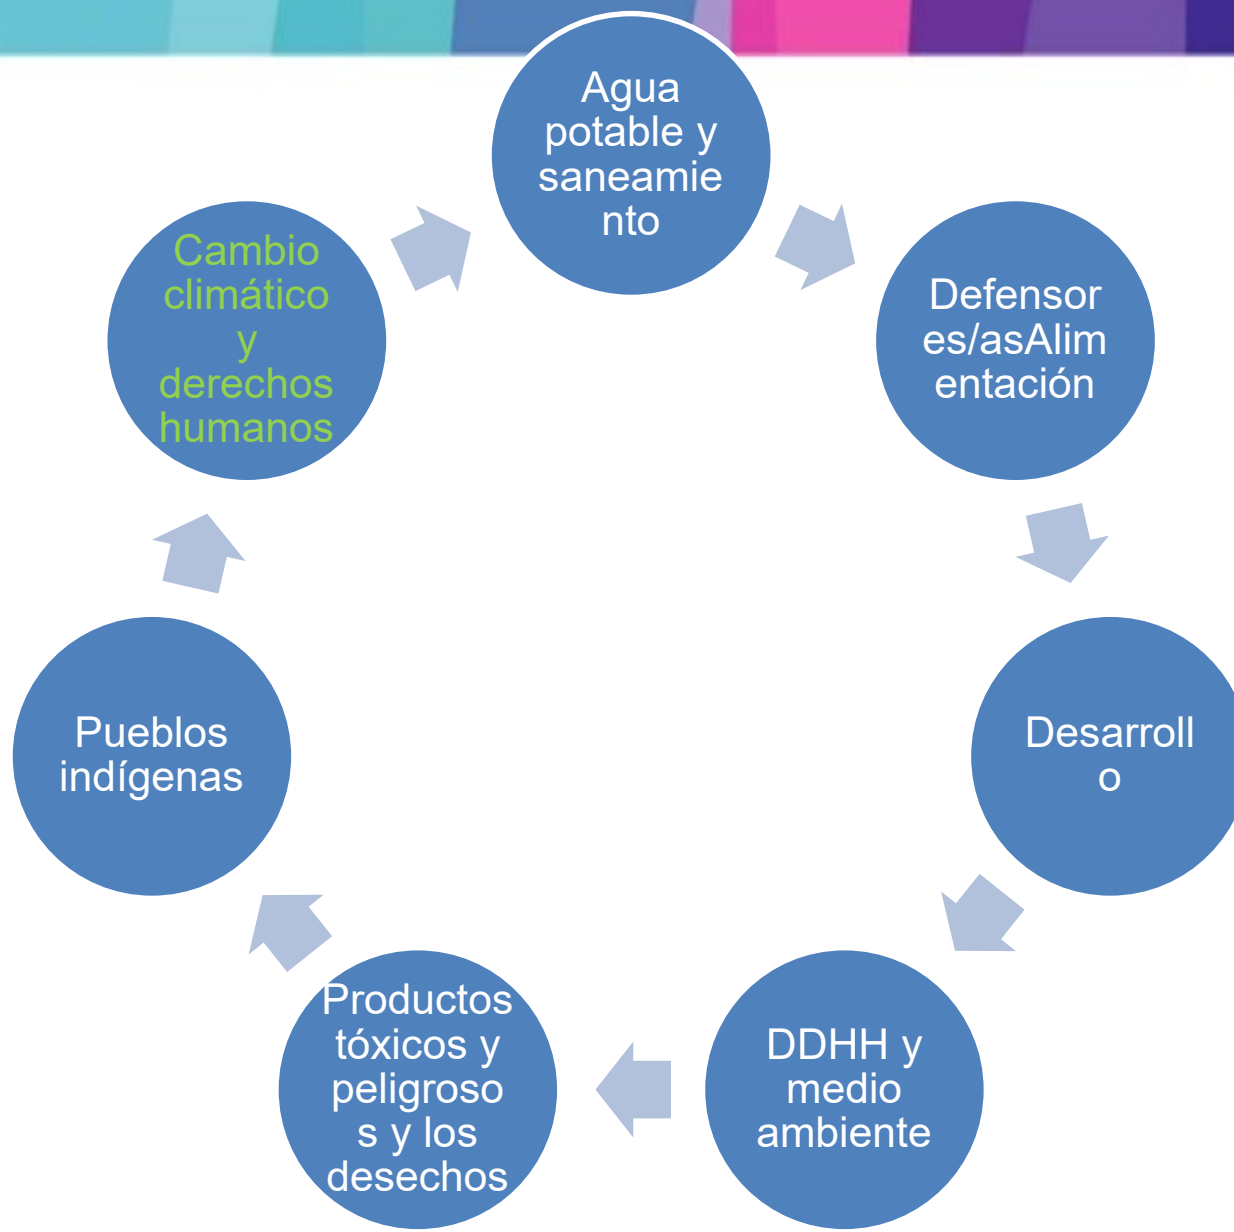 Agua
potable y
saneamie
nto
Defensor
es/asAlim
entación
Desarroll
o
DDHH y
medio
ambiente
Productos
tóxicos y
peligroso
s y los
desechos
Pueblos
indígenas
Cambio
climático
y
derechos
humanos